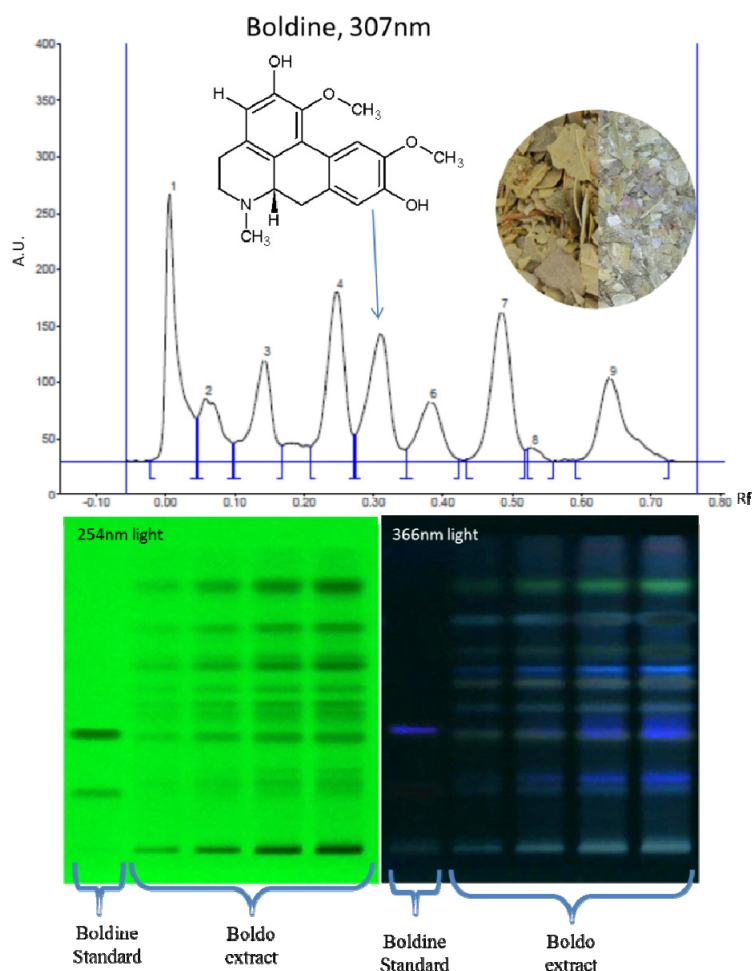 Boldine, 307nm
400
350
300
250
200
150
100
50
0
A.U.
OH
H
O
CH₃
O
CH₃
N
H
CH₃
OH
1
2
3
4
6
7
8
9
-0.10
0.00
0.10
0.20
0.30
0.40
0.50
0.60
0.70
0.80
Rf
254nm light
366nm light
Boldine
Standard
Boldo
extract
Boldine
Standard
Boldo
extract